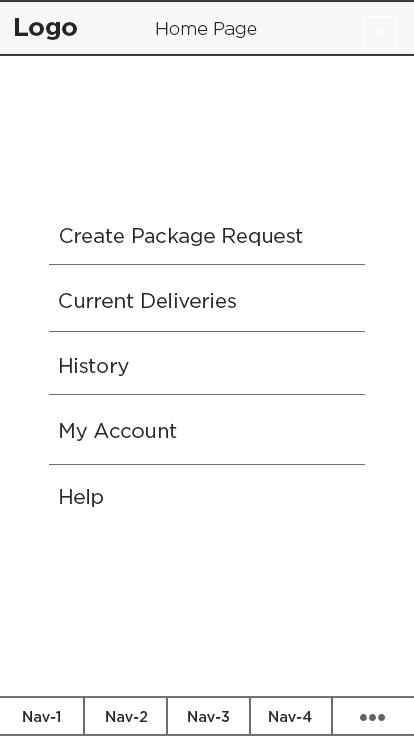 Logo
Home Page
Create Package Request
Current Deliveries
History
My Account
Help
Nav-1
Nav-2
Nav-3
Nav-4